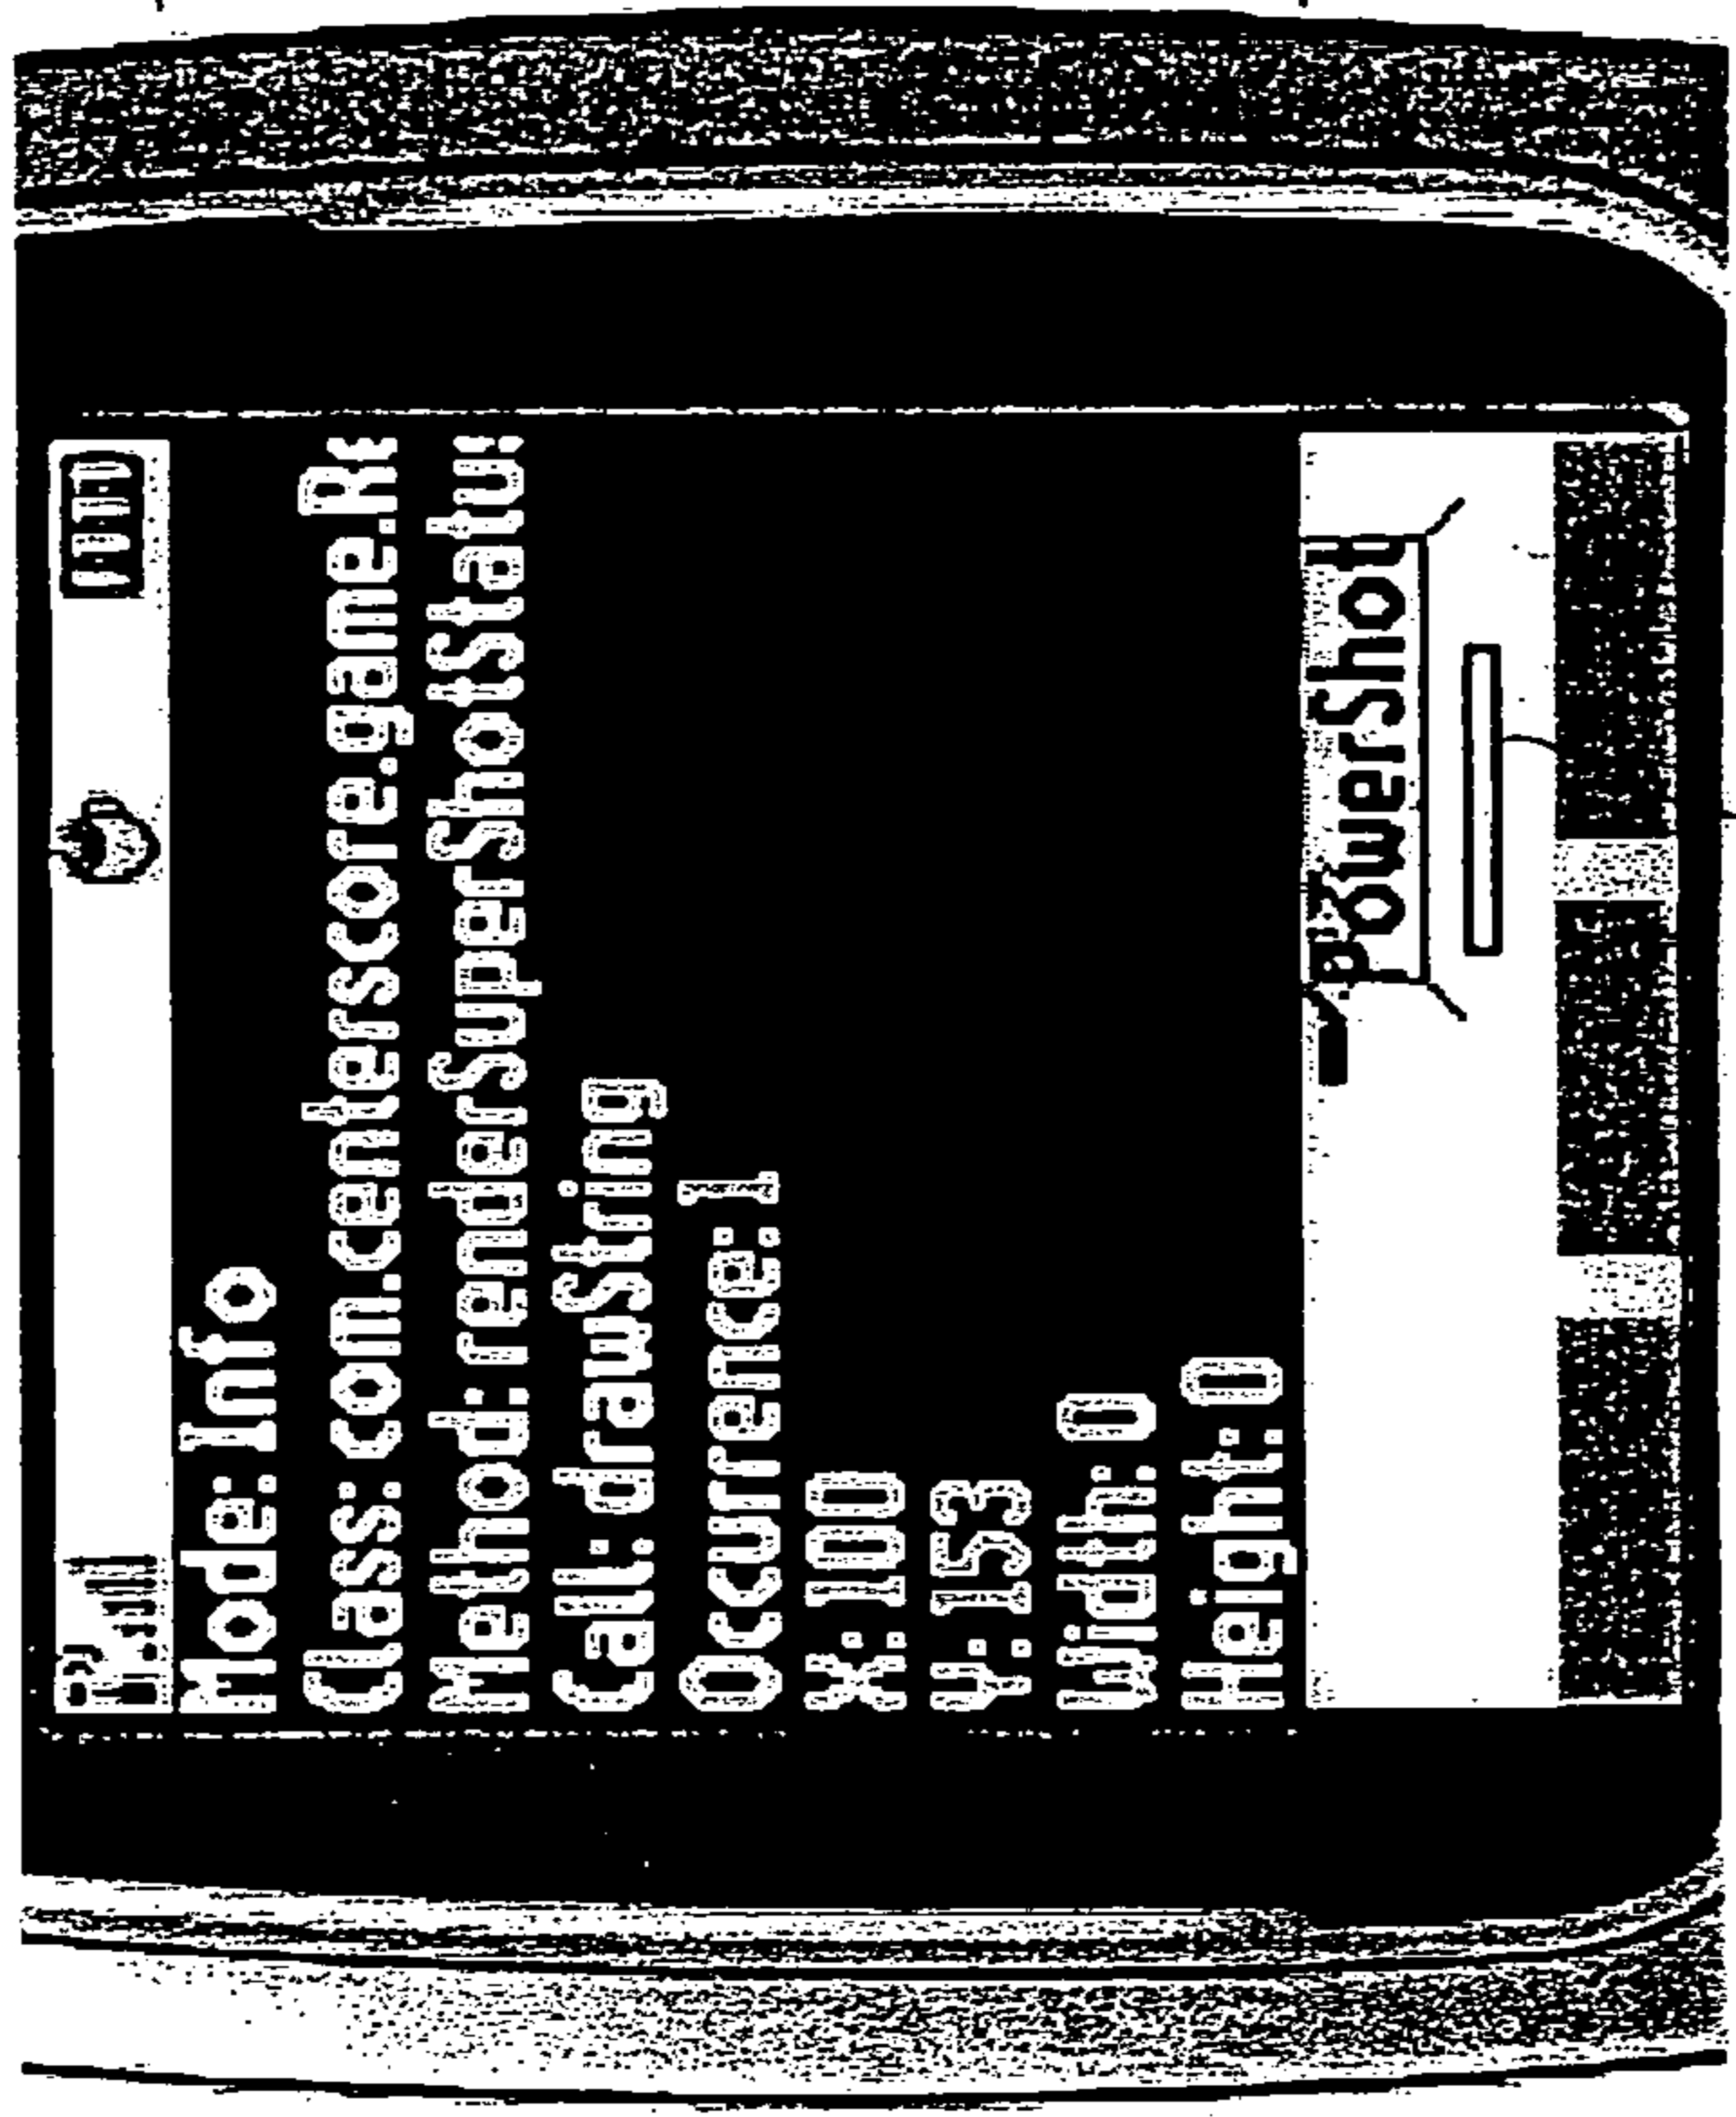 Mode: Info
Class: com.centerscore.game.R
Method: renderSuperShotStatu
Call: drawString
Occurrence: 1
X: 100
y: 153
Width: 0
Height: 0
PowerShot